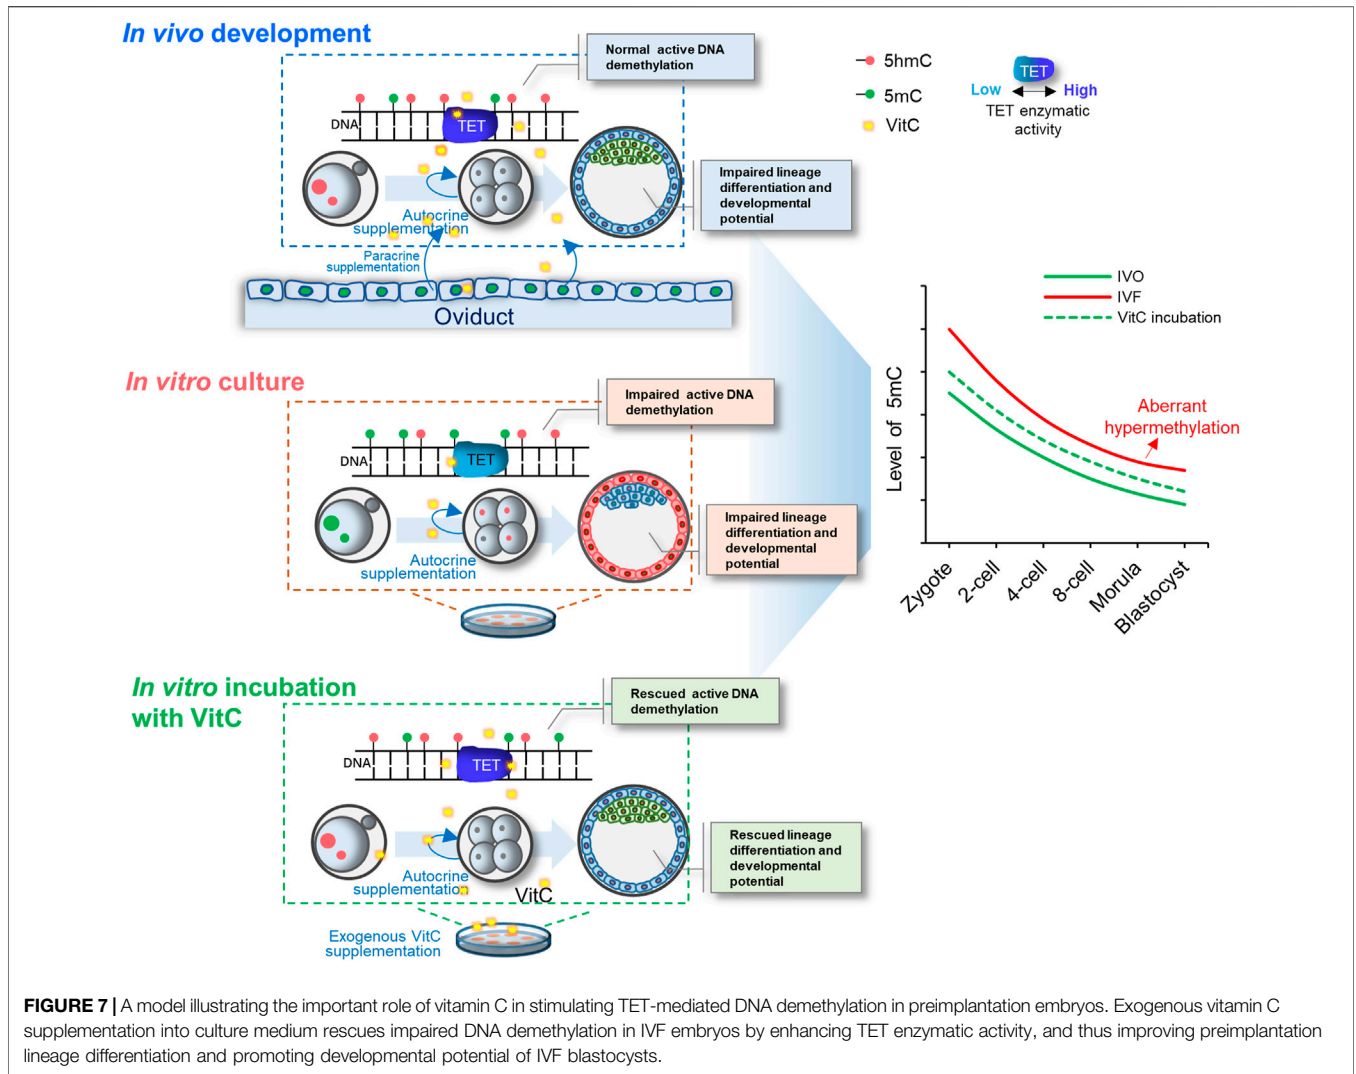 In vivo development
Normal active DNA
demethylation
5hmC
5mC
VitC
TET
Low
High
TET enzymatic
activity
DNA
TET
Impaired lineage
differentiation and
developmental
potential
Autocrine
supplementation
Paracrine
supplementation
Oviduct
In vitro culture
Impaired active DNA
demethylation
DNA
TET
Autocrine
supplementation
Impaired lineage
differentiation and
developmental
potential
IVO
IVF
VitC incubation
Level of 5mC
Aberrant
hypermethylation
Zygote
2-cell
4-cell
8-cell
Morula
Blastocyst
In vitro incubation
with VitC
Rescued active DNA
demethylation
DNA
TET
Autocrine
supplementation
VitC
Rescued lineage
differentiation and
developmental
potential
Exogenous VitC
supplementation
FIGURE 7 | A model illustrating the important role of vitamin C in stimulating TET-mediated DNA demethylation in preimplantation embryos. Exogenous vitamin C
supplementation into culture medium rescues impaired DNA demethylation in IVF embryos by enhancing TET enzymatic activity, and thus improving preimplantation
lineage differentiation and promoting developmental potential of IVF blastocysts.